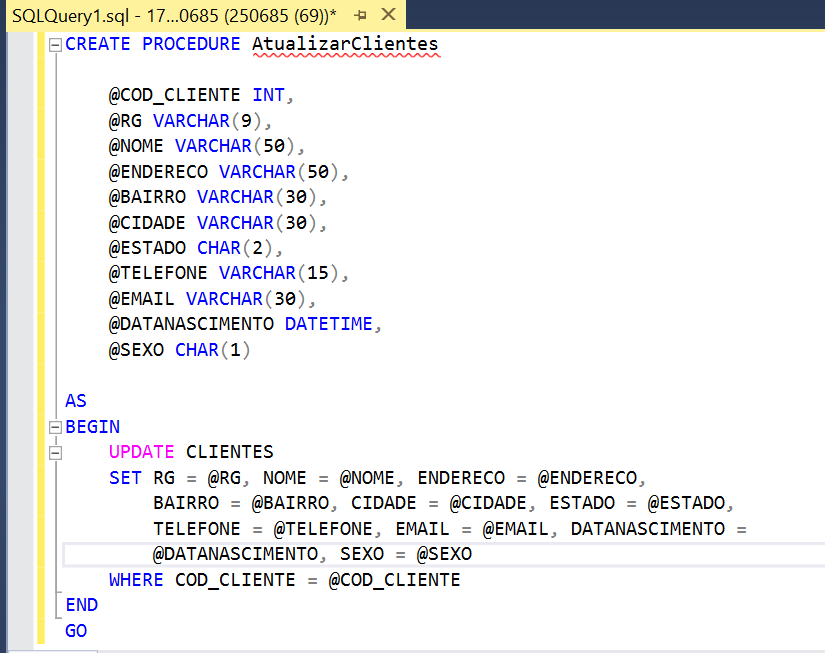 SQLQuery1.sql - 17...0685 (250685 (69))*
CREATE PROCEDURE AtualizarClientes
@COD_CLIENTE INT,
@RG VARCHAR(9),
@NOME VARCHAR(50),
@ENDERECO VARCHAR(50),
@BAIRRO VARCHAR(30),
@CIDADE VARCHAR(30),
@ESTADO CHAR(2),
@TELEFONE VARCHAR(15),
@EMAIL VARCHAR(30),
@DATANASCIMENTO DATETIME,
@SEXO CHAR(1)
AS
BEGIN
UPDATE CLIENTES
SET RG = @RG, NOME = @NOME, ENDERECO = @ENDERECO,
BAIRRO = @BAIRRO, CIDADE = @CIDADE, ESTADO = @ESTADO,
TELEFONE = @TELEFONE, EMAIL = @EMAIL, DATANASCIMENTO =
@DATANASCIMENTO, SEXO = @SEXO
WHERE COD_CLIENTE = @COD_CLIENTE
END
GO